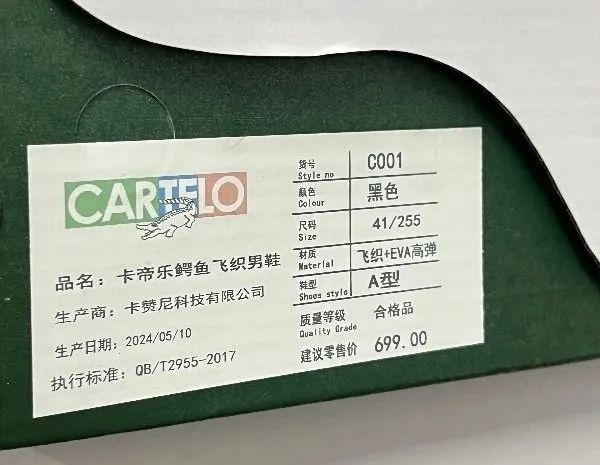 CARTELO
品名：卡帝乐鳄鱼飞织男鞋
生产商：卡赞尼科技有限公司
生产日期：2024/05/10
执行标准：QB/T2955-2017
货号 C001
Style no
颜色 黑色
Colour
尺码 41/255
Size
材质 飞织+EVA高弹
Material
鞋型 A型
Shoes style
质量等级 合格品
Quality Grade
建议零售价 699.00